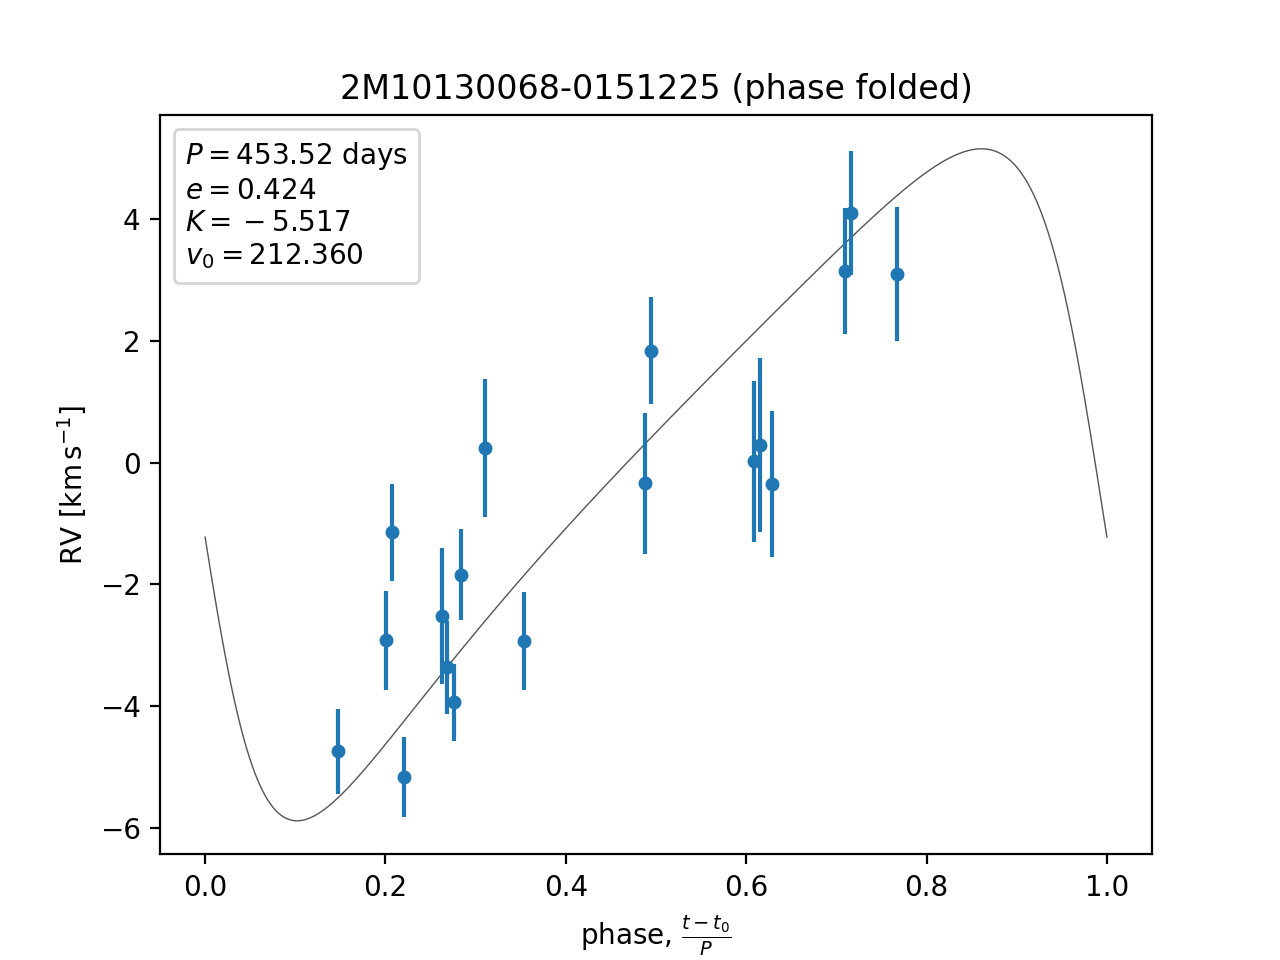 2M10130068-0151225 (phase folded)
P = 453.52 days
e = 0.424
K = −5.517
v₀ = 212.360
RV [km s⁻¹]
4
2
0
−2
−4
−6
0.0 0.2 0.4 0.6 0.8 1.0
phase, (t − t₀)/P